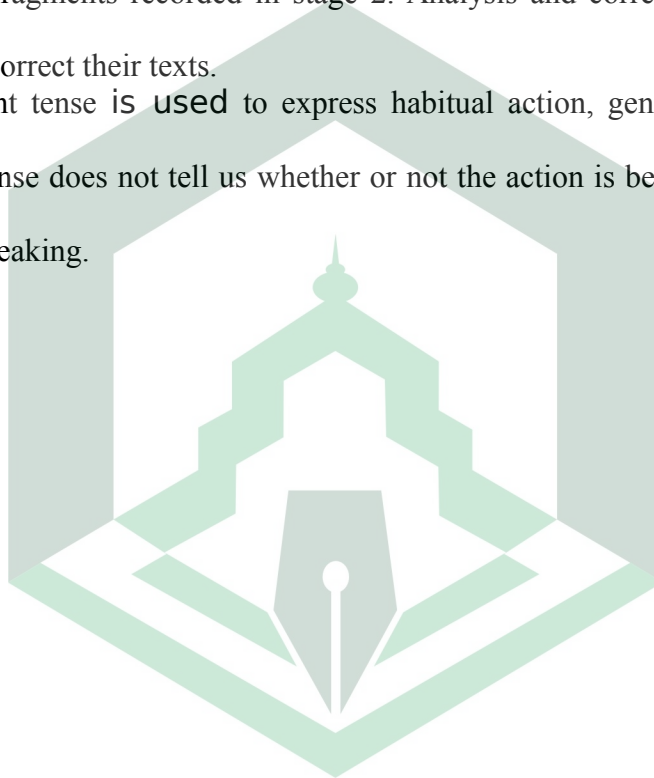 fragments recorded in stage 2. Analysis and corre
orrect their texts.
nt tense is used to express habitual action, gen
nse does not tell us whether or not the action is be
eaking.